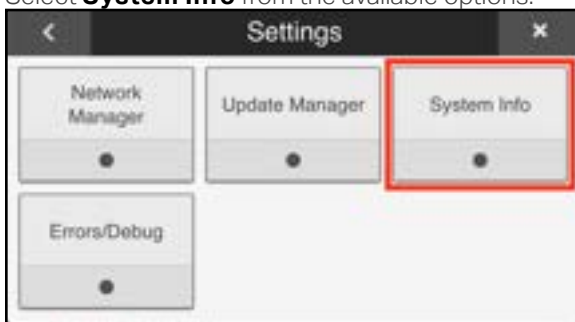 Select System Info from the available options.
Settings
Network
Manager
Update Manager
System Info
Errors/Debug